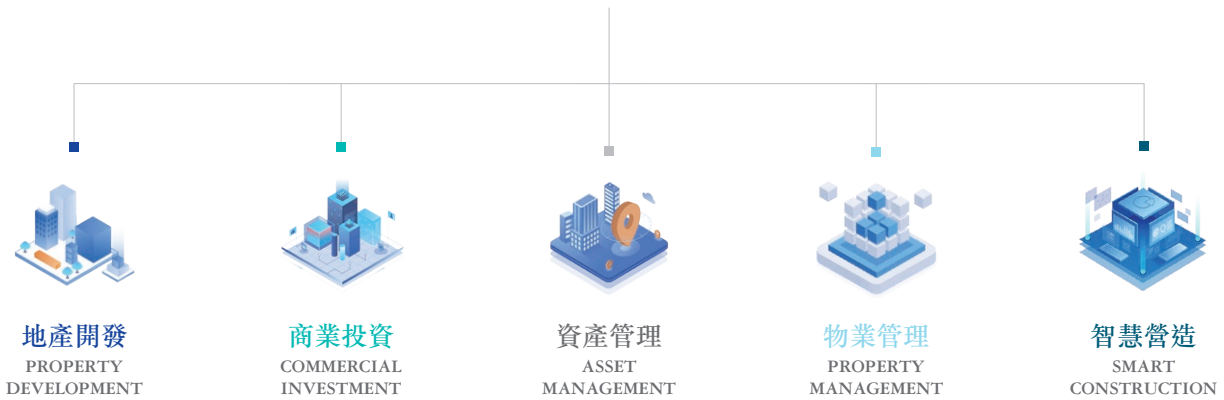 地產開發
PROPERTY
DEVELOPMENT
商業投資
COMMERCIAL
INVESTMENT
資產管理
ASSET
MANAGEMENT
物業管理
PROPERTY
MANAGEMENT
智慧營造
SMART
CONSTRUCTION